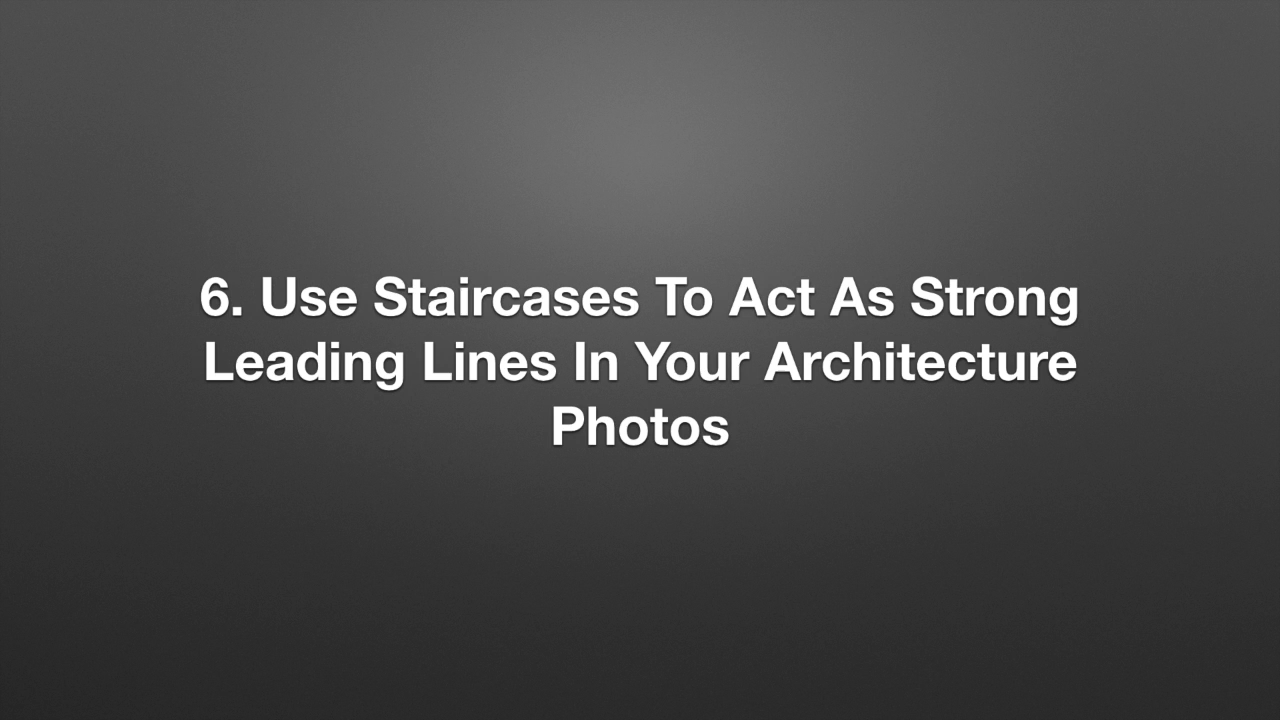 6. Use Staircases To Act As Strong
Leading Lines In Your Architecture
Photos